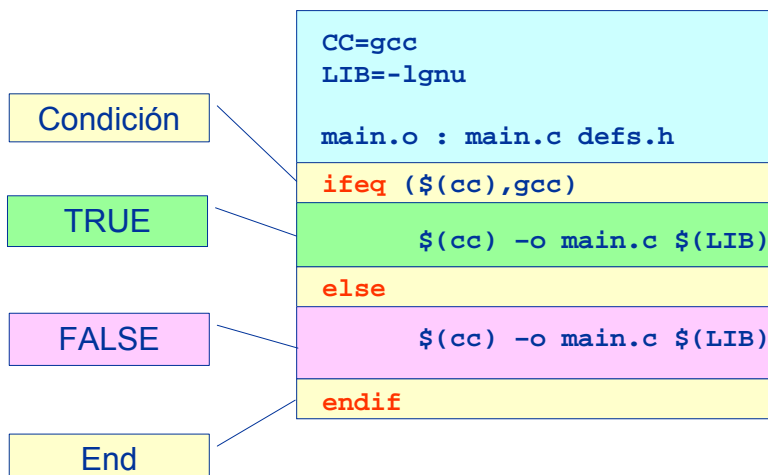 CC=gcc
LIB=-lgnu
main.o : main.c defs.h
Condición
ifeq ($(cc),gcc)
TRUE
$(cc) –o main.c $(LIB)
else
FALSE
$(cc) –o main.c $(LIB)
endif
End